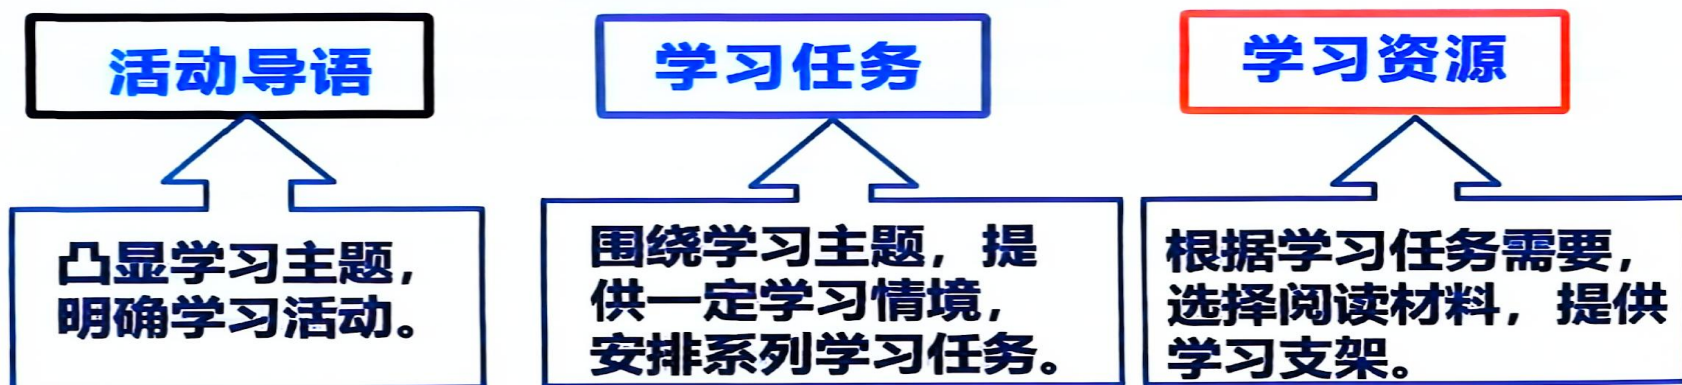 活动导语
学习任务
学习资源
凸显学习主题，
明确学习活动。
围绕学习主题，提
供一定学习情境，
安排系列学习任务。
根据学习任务需要，
选择阅读材料，提供
学习支架。